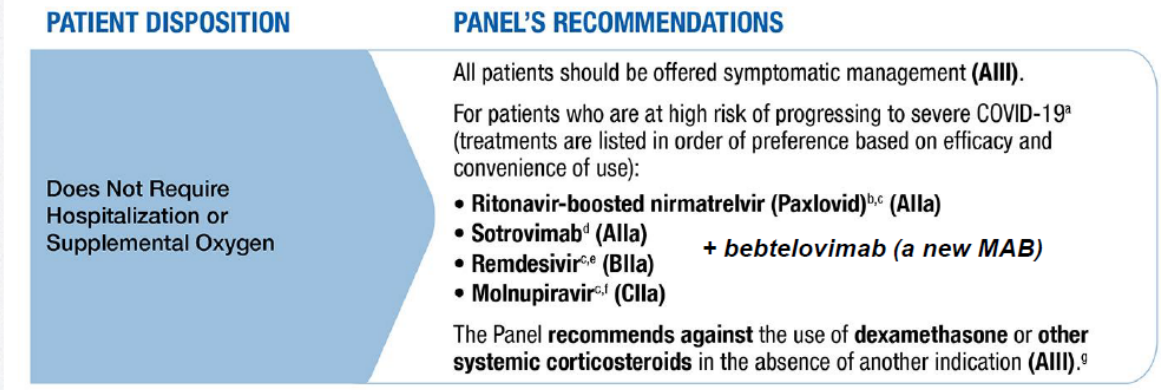 PATIENT DISPOSITION
PANEL'S RECOMMENDATIONS
Does Not Require
Hospitalization or
Supplemental Oxygen
All patients should be offered symptomatic management (AIII).
For patients who are at high risk of progressing to severe COVID-19ᵃ
(treatments are listed in order of preference based on efficacy and
convenience of use):
• Ritonavir-boosted nirmatrelvir (Paxlovid)ᵇ,ᶜ (AIIa)
• Sotrovimabᵈ (AIIa)
+ bebtelovimab (a new MAB)
• Remdesivirᶜ,ᵉ (BIIa)
• Molnupiravirᶜ,ᶠ (CIIa)
The Panel recommends against the use of dexamethasone or other
systemic corticosteroids in the absence of another indication (AIII).ᵍ